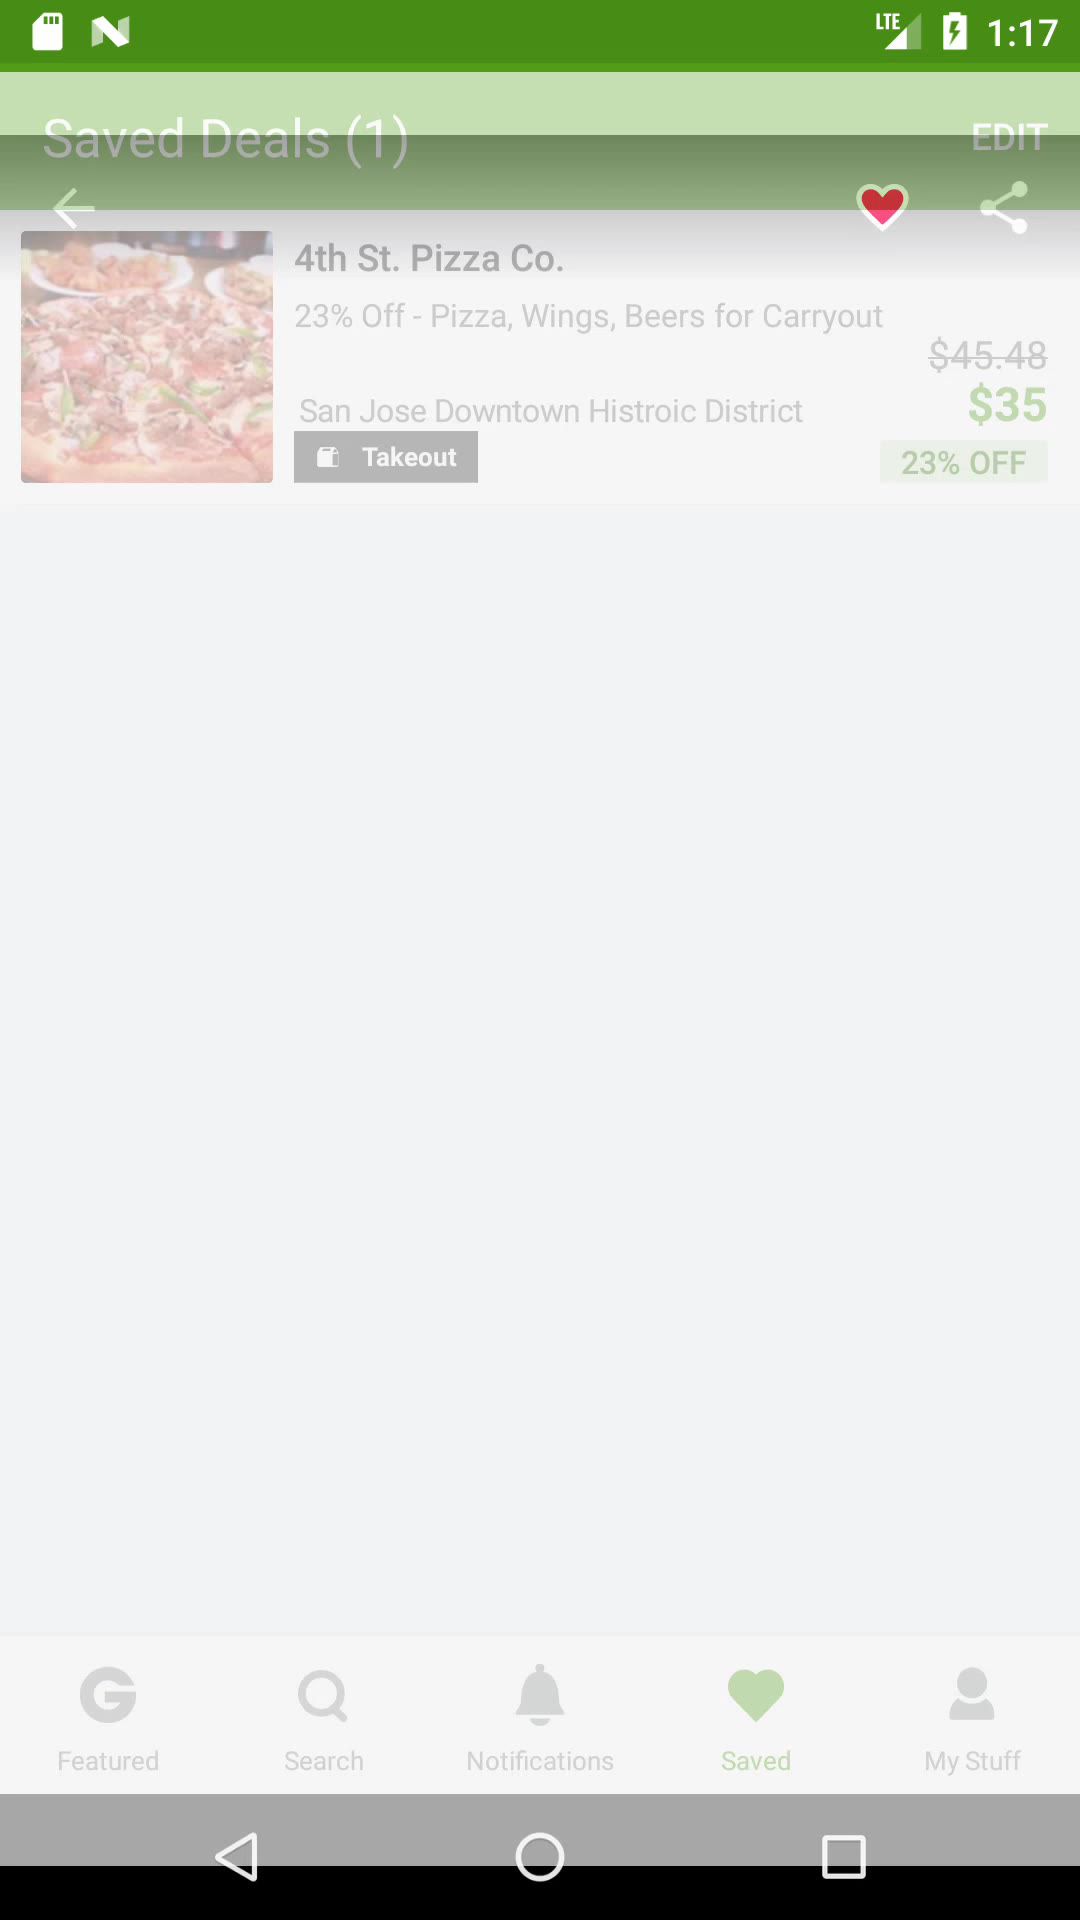 LTE 1:17
Saved Deals (1) EDIT
4th St. Pizza Co.
23% Off - Pizza, Wings, Beers for Carryout
$45.48
$35
San Jose Downtown Histroic District
Takeout
23% OFF
Featured Search Notifications Saved My Stuff